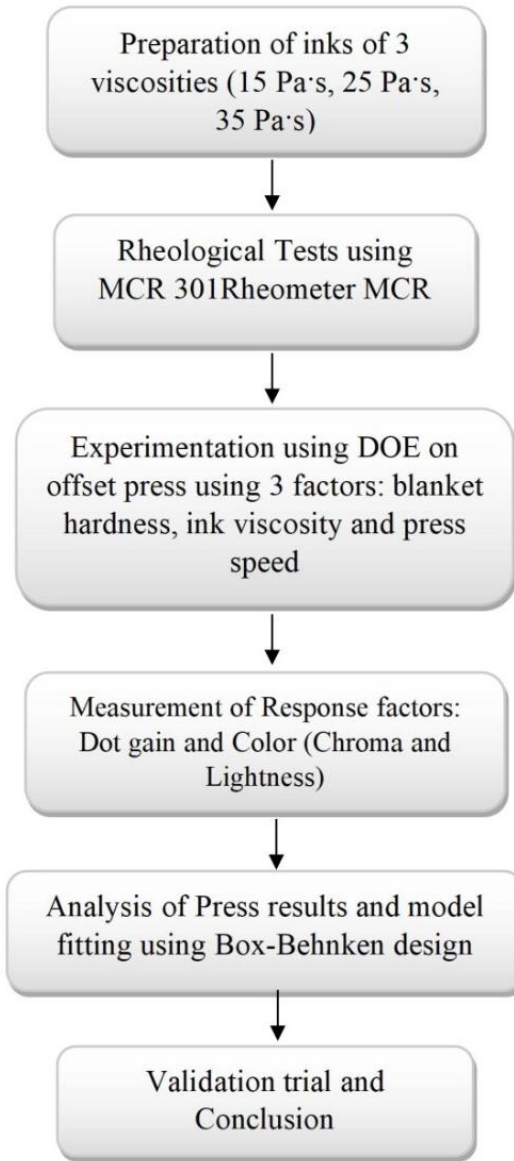 Preparation of inks of 3
viscosities (15 Pa·s, 25 Pa·s,
35 Pa·s)
Rheological Tests using
MCR 301Rheometer MCR
Experimentation using DOE on
offset press using 3 factors: blanket
hardness, ink viscosity and press
speed
Measurement of Response factors:
Dot gain and Color (Chroma and
Lightness)
Analysis of Press results and model
fitting using Box-Behnken design
Validation trial and
Conclusion